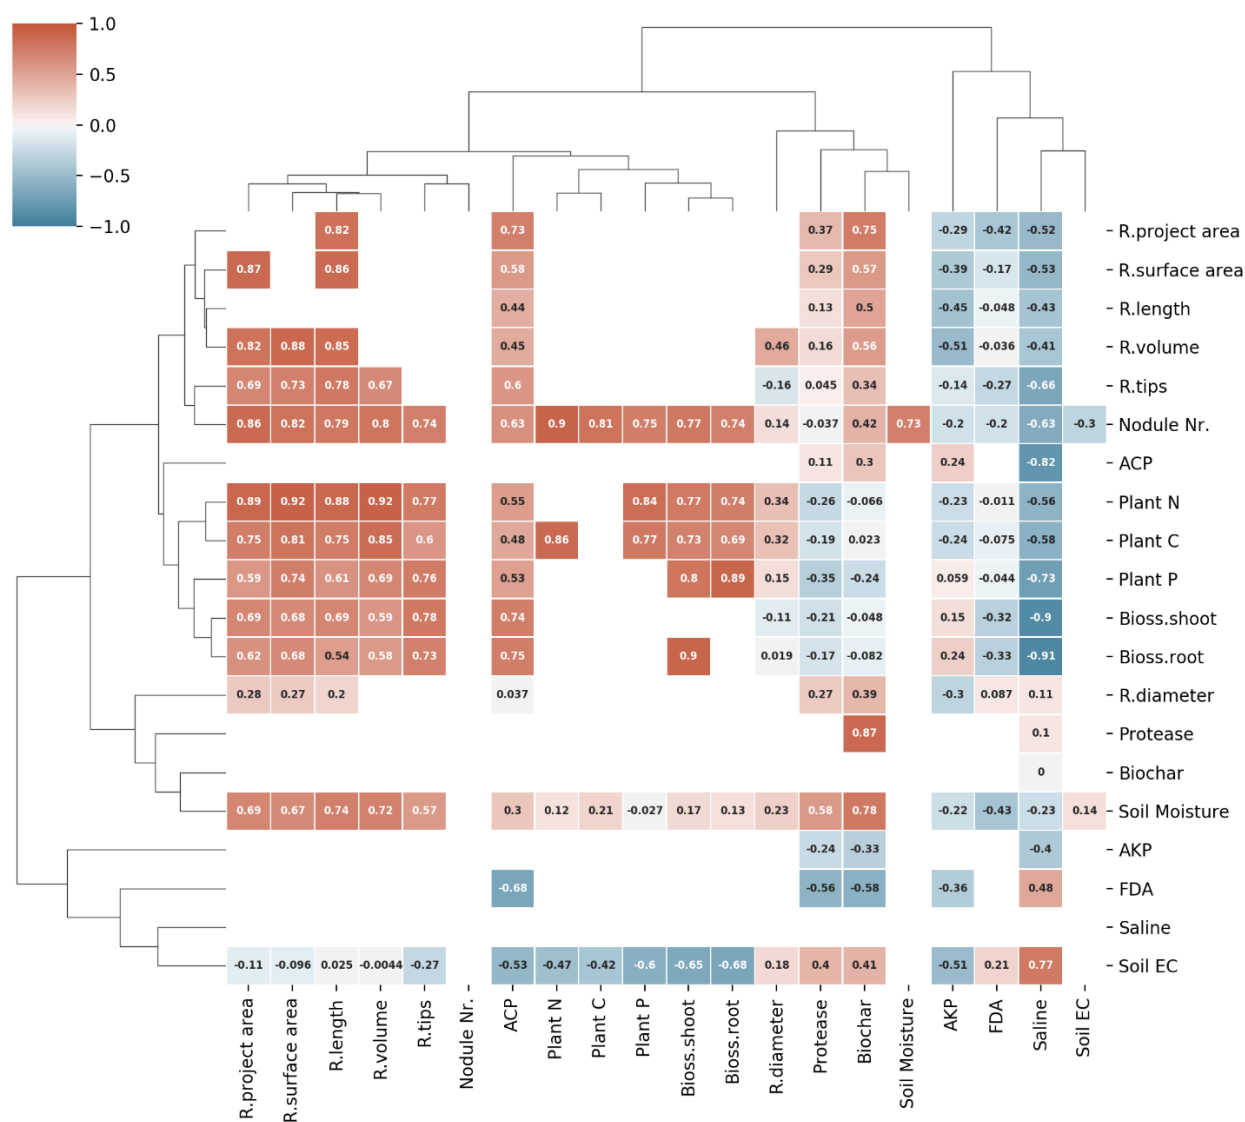 1.0
0.5
0.0
−0.5
−1.0
0.82 0.73 0.37 0.75 -0.29 -0.42 -0.52 R.project area
0.87 0.86 0.58 0.29 0.57 -0.39 -0.17 -0.53 R.surface area
0.44 0.13 0.5 -0.45 -0.048 -0.43 R.length
0.82 0.88 0.85 0.45 0.46 0.16 0.56 -0.51 -0.036 -0.41 R.volume
0.69 0.73 0.78 0.67 0.6 -0.16 0.045 0.34 -0.14 -0.27 -0.66 R.tips
0.86 0.82 0.79 0.8 0.74 0.63 0.9 0.81 0.75 0.77 0.74 0.14 -0.037 0.42 0.73 -0.2 -0.2 -0.63 -0.3 Nodule Nr.
0.11 0.3 0.24 -0.82 ACP
0.89 0.92 0.88 0.92 0.77 0.55 0.84 0.77 0.74 0.34 -0.26 -0.066 -0.23 -0.011 -0.56 Plant N
0.75 0.81 0.75 0.85 0.6 0.48 0.86 0.77 0.73 0.69 0.32 -0.19 0.023 -0.24 -0.075 -0.58 Plant C
0.59 0.74 0.61 0.69 0.76 0.53 0.8 0.89 0.15 -0.35 -0.24 0.059 -0.044 -0.73 Plant P
0.69 0.68 0.69 0.59 0.78 0.74 -0.11 -0.21 -0.048 0.15 -0.32 -0.9 Bioss.shoot
0.62 0.68 0.54 0.58 0.73 0.75 0.9 0.019 -0.17 -0.082 0.24 -0.33 -0.91 Bioss.root
0.28 0.27 0.2 0.037 0.27 0.39 -0.3 0.087 0.11 R.diameter
0.87 0.1 Protease
0 Biochar
0.69 0.67 0.74 0.72 0.57 0.3 0.12 0.21 -0.027 0.17 0.13 0.23 0.58 0.78 -0.22 -0.43 -0.23 0.14 Soil Moisture
-0.24 -0.33 -0.4 AKP
-0.68 -0.56 -0.58 -0.36 0.48 FDA
Saline
-0.11 -0.096 0.025 -0.0044 -0.27 -0.53 -0.47 -0.42 -0.6 -0.65 -0.68 0.18 0.4 0.41 -0.51 0.21 0.77 Soil EC
R.project area
R.surface area
R.length
R.volume
R.tips
Nodule Nr.
ACP
Plant N
Plant C
Plant P
Bioss.shoot
Bioss.root
R.diameter
Protease
Biochar
Soil Moisture
AKP
FDA
Saline
Soil EC